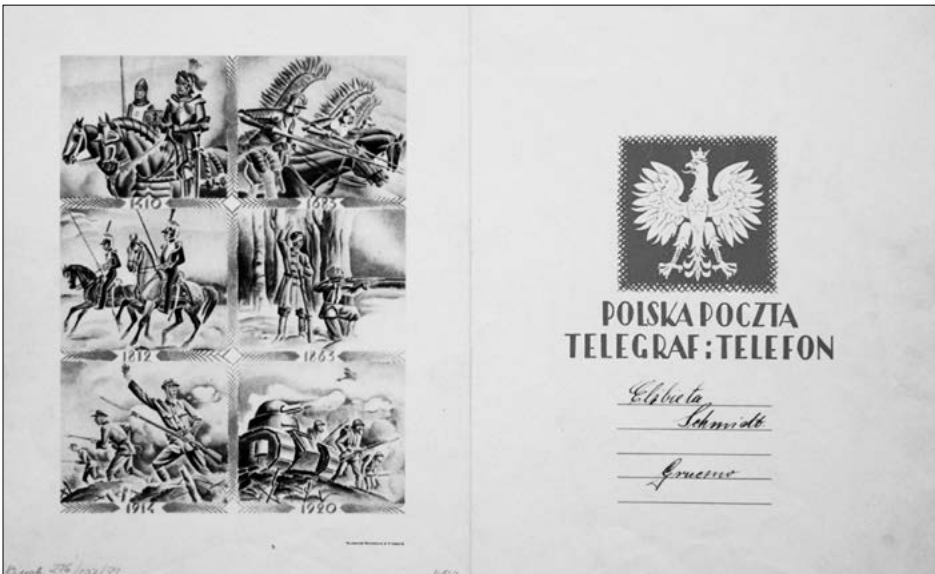 1410
1683
1812
1863
1914
1920
POLSKA POCZTA
TELEGRAF i TELEFON
Elżbieta
Schmidt
Gruczno